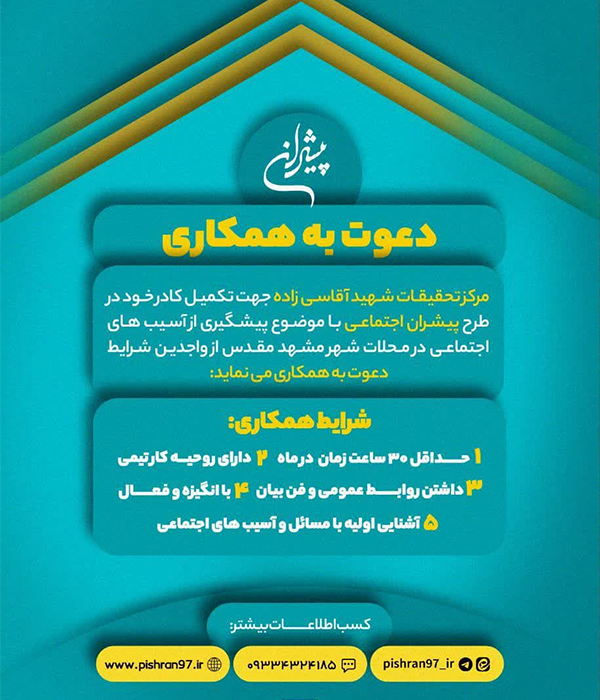 پیشران
دعوت به همکاری
مرکز تحقیقات شهید آقاسی زاده جهت تکمیل کادر خود در
طرح پیشران اجتماعی با موضوع پیشگیری از آسیب های
اجتماعی در محلات شهر مشهد مقدس از واجدین شرایط
دعوت به همکاری می نماید:
شرایط همکاری:
۱ حداقل ۳۰ ساعت زمان در ماه ۲ دارای روحیه کار تیمی
۳ داشتن روابط عمومی و فن بیان ۴ با انگیزه و فعال
۵ آشنایی اولیه با مسائل و آسیب های اجتماعی
کسب اطلاعات بیشتر:
pishran97_ir ۰۹۳۳۴۳۲۴۱۸۵ www.pishran97.ir